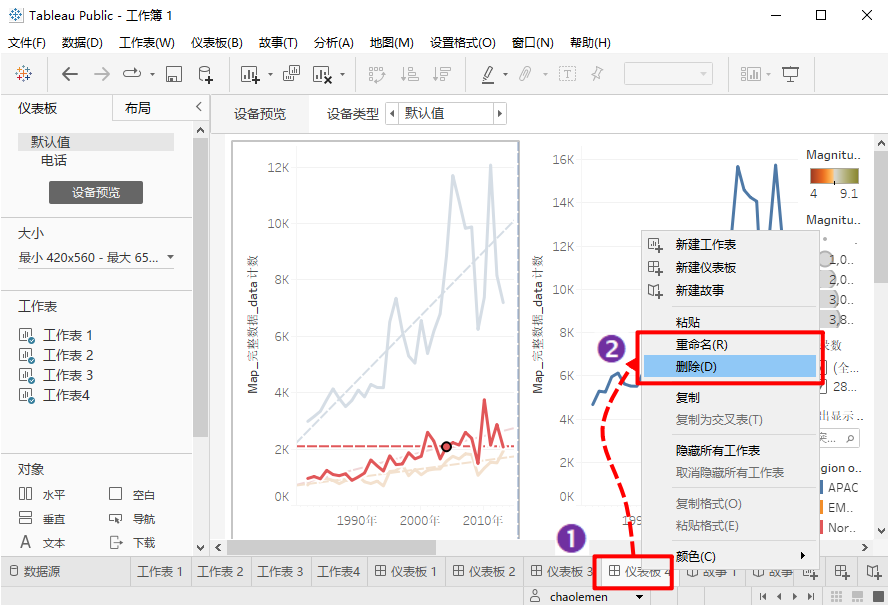 Tableau Public - 工作簿 1
文件(F) 数据(D) 工作表(W) 仪表板(B) 故事(T) 分析(A) 地图(M) 设置格式(O) 窗口(N) 帮助(H)
仪表板 布局
设备预览 设备类型 默认值
默认值
电话
设备预览
大小
最小 420x560 - 最大 65...
工作表
工作表 1
工作表 2
工作表 3
工作表4
对象
水平 空白
垂直 导航
文本 下载
12K
10K
8K
6K
4K
2K
0K
Map_完整数据_data 计数
1990年 2000年 2010年
16K
14K
12K
10K
8K
6K
4K
2K
0K
Map_完整数据_data 计数
199
Magnitu..
4 9.1
Magnitu..
1,0..
2,0..
3,0..
3,8..
数
(全...
28...
出显示 ..
突...
gion o..
APAC
EM..
Nor..
新建工作表
新建仪表板
新建故事
粘贴
重命名(R)
删除(D)
复制
复制为交叉表(T)
隐藏所有工作表
取消隐藏所有工作表
复制格式(O)
粘贴格式(E)
颜色(C)
2
1
数据源 工作表 1 工作表 2 工作表 3 工作表4 仪表板 1 仪表板 2 仪表板 3 仪表板 4 故事 1 故事
chaolemen